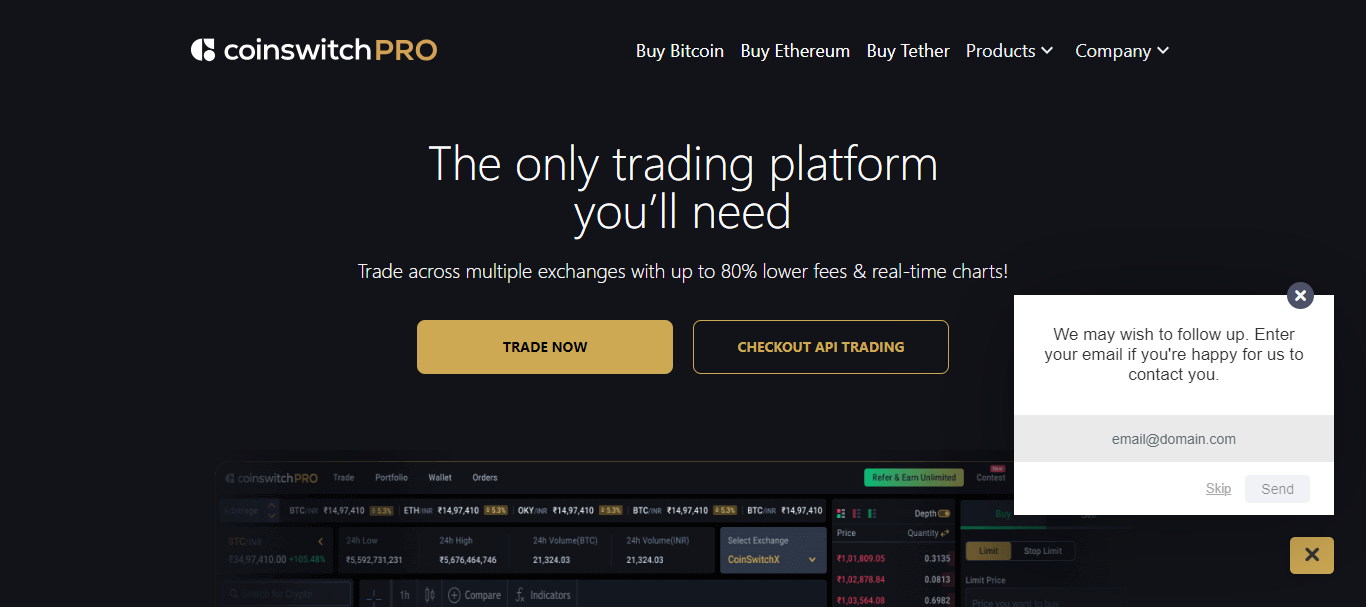 coinswitch PRO
Buy Bitcoin Buy Ethereum Buy Tether Products Company
The only trading platform
you’ll need
Trade across multiple exchanges with up to 80% lower fees & real-time charts!
TRADE NOW CHECKOUT API TRADING
We may wish to follow up. Enter
your email if you're happy for us to
contact you.
email@domain.com
Skip Send
coinswitch PRO Trade Portfolio Wallet Orders Refer & Earn Unlimited Contest New
BTC/INR ₹14,97,410 5.3% ETH/INR ₹14,97,410 5.3% OKY/INR ₹14,97,410 5.3% BTC/INR ₹14,97,410 5.3% BTC/INR ₹14,97,410
Depth
Buy
BTC/INR 24h Low 24h High 24h Volume(BTC) 24h Volume(INR) Select Exchange
₹34,97,410.00 +105.48% ₹5,592,731,231 ₹5,676,464,746 21,324.03 21,324.03 CoinSwitchX
Price Quantity
₹1,01,809.05 0.3135
₹1,02,878.84 0.0813
₹1,03,564.08 0.6982
Limit Stop Limit
Limit Price
Price you want to buy
Search for Crypto 1h Compare Indicators